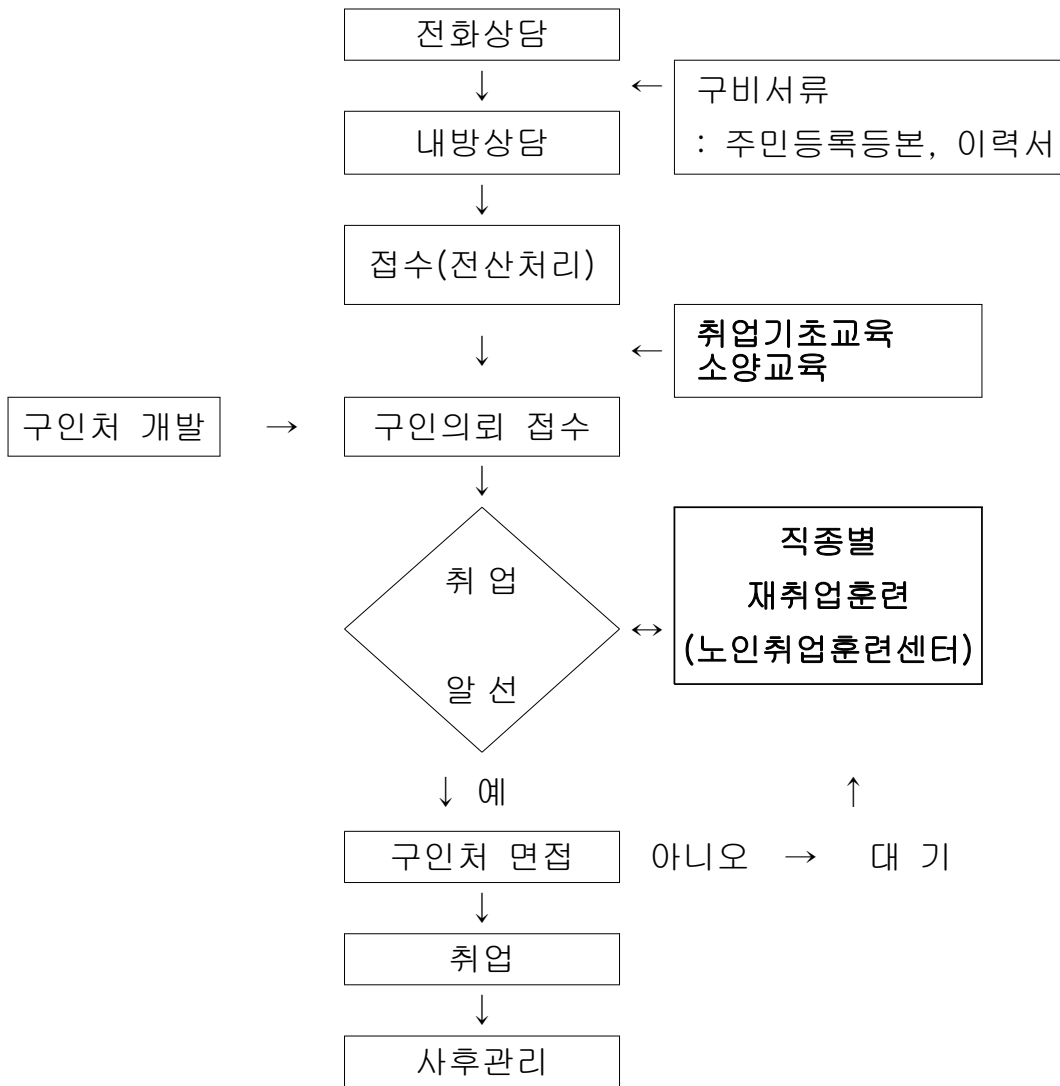 전화상담
↓
← 구비서류
: 주민등록등본, 이력서
내방상담
↓
접수(전산처리)
↓
← 취업기초교육
소양교육
구인처 개발 → 구인의뢰 접수
↓
취 업
알 선
↔
직종별
재취업훈련
(노인취업훈련센터)
↓ 예
↑
구인처 면접 아니오 → 대 기
↓
취업
↓
사후관리